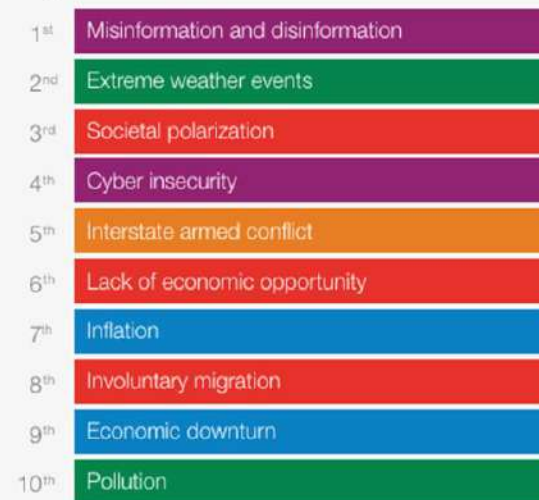 1st Misinformation and disinformation
2nd Extreme weather events
3rd Societal polarization
4th Cyber insecurity
5th Interstate armed conflict
6th Lack of economic opportunity
7th Inflation
8th Involuntary migration
9th Economic downturn
10th Pollution